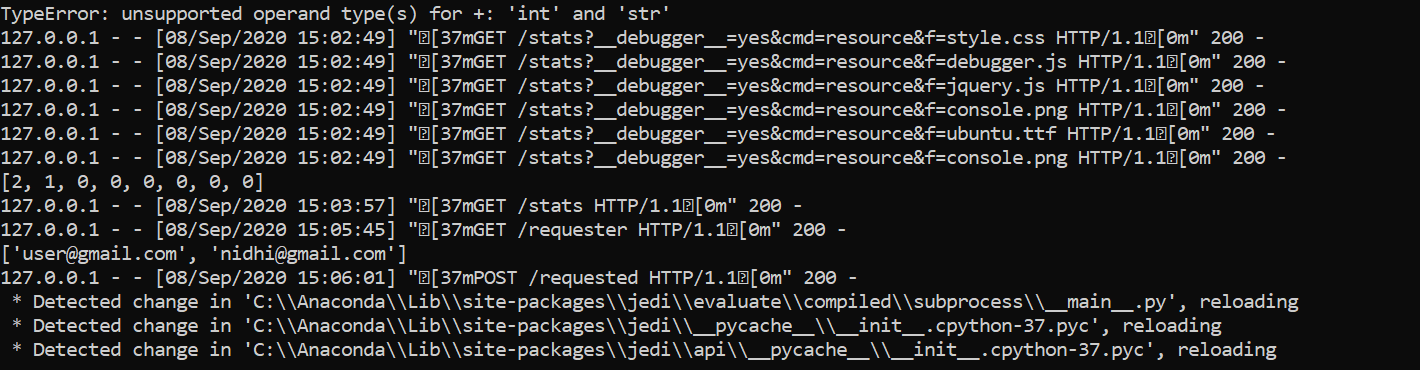 TypeError: unsupported operand type(s) for +: 'int' and 'str'
127.0.0.1 - - [08/Sep/2020 15:02:49] "�[37mGET /stats?__debugger__=yes&cmd=resource&f=style.css HTTP/1.1�[0m" 200 -
127.0.0.1 - - [08/Sep/2020 15:02:49] "�[37mGET /stats?__debugger__=yes&cmd=resource&f=debugger.js HTTP/1.1�[0m" 200 -
127.0.0.1 - - [08/Sep/2020 15:02:49] "�[37mGET /stats?__debugger__=yes&cmd=resource&f=jquery.js HTTP/1.1�[0m" 200 -
127.0.0.1 - - [08/Sep/2020 15:02:49] "�[37mGET /stats?__debugger__=yes&cmd=resource&f=console.png HTTP/1.1�[0m" 200 -
127.0.0.1 - - [08/Sep/2020 15:02:49] "�[37mGET /stats?__debugger__=yes&cmd=resource&f=ubuntu.ttf HTTP/1.1�[0m" 200 -
127.0.0.1 - - [08/Sep/2020 15:02:49] "�[37mGET /stats?__debugger__=yes&cmd=resource&f=console.png HTTP/1.1�[0m" 200 -
[2, 1, 0, 0, 0, 0, 0, 0]
127.0.0.1 - - [08/Sep/2020 15:03:57] "�[37mGET /stats HTTP/1.1�[0m" 200 -
127.0.0.1 - - [08/Sep/2020 15:05:45] "�[37mGET /requester HTTP/1.1�[0m" 200 -
['user@gmail.com', 'nidhi@gmail.com']
127.0.0.1 - - [08/Sep/2020 15:06:01] "�[37mPOST /requested HTTP/1.1�[0m" 200 -
 * Detected change in 'C:\\Anaconda\\Lib\\site-packages\\jedi\\evaluate\\compiled\\subprocess\\__main__.py', reloading
 * Detected change in 'C:\\Anaconda\\Lib\\site-packages\\jedi\\__pycache__\\__init__.cpython-37.pyc', reloading
 * Detected change in 'C:\\Anaconda\\Lib\\site-packages\\jedi\\api\\__pycache__\\__init__.cpython-37.pyc', reloading